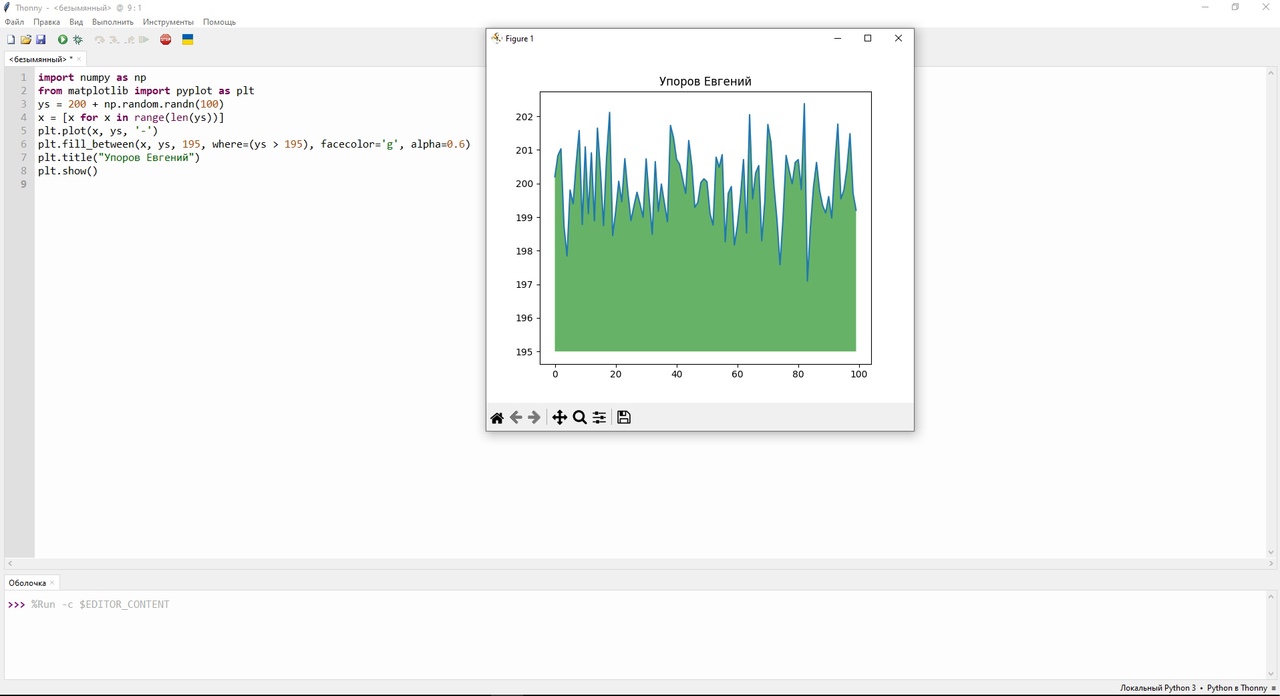 Thonny - <безымянный> @ 9 : 1
Файл Правка Вид Выполнить Инструменты Помощь
<безымянный> * ×
1 import numpy as np
2 from matplotlib import pyplot as plt
3 ys = 200 + np.random.randn(100)
4 x = [x for x in range(len(ys))]
5 plt.plot(x, ys, '-')
6 plt.fill_between(x, ys, 195, where=(ys > 195), facecolor='g', alpha=0.6)
7 plt.title("Упоров Евгений")
8 plt.show()
9
Figure 1
Упоров Евгений
202
201
200
199
198
197
196
195
0 20 40 60 80 100
Оболочка ×
>>> %Run -c $EDITOR_CONTENT
Локальный Python 3 • Python в Thonny ≡